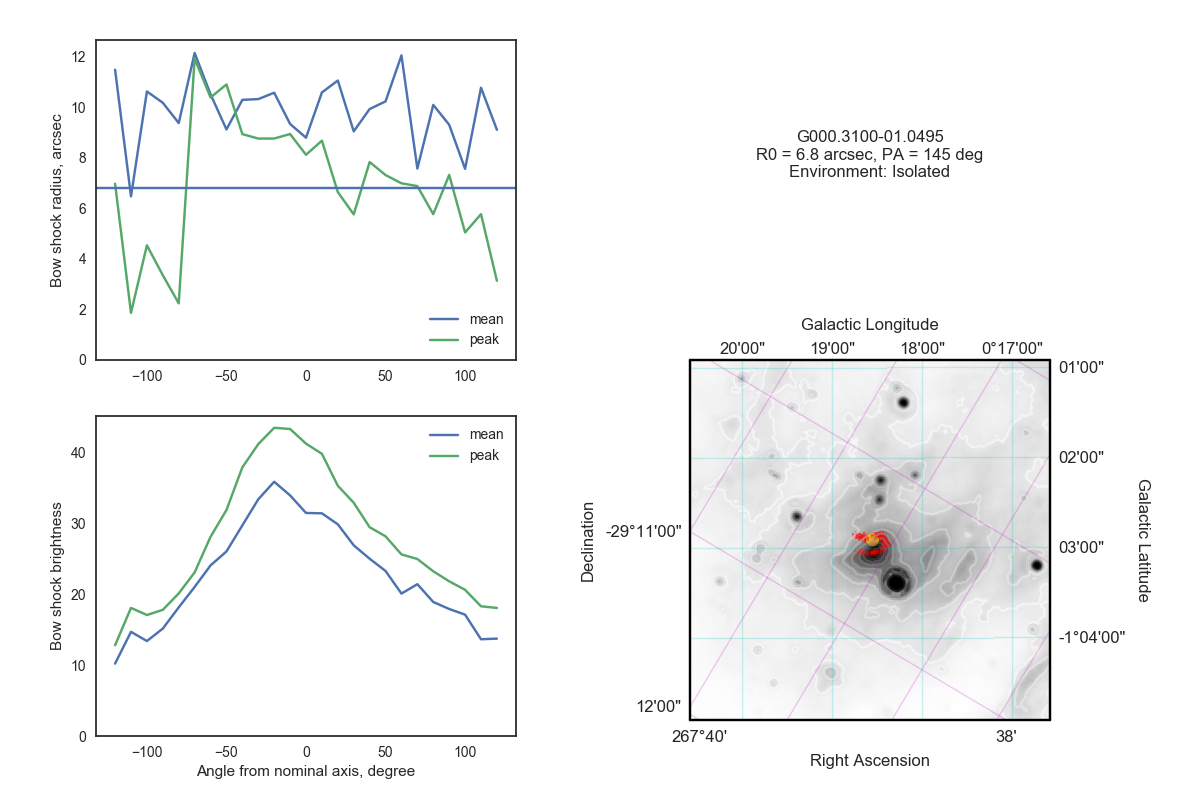 12
10
8
6
4
2
0
Bow shock radius, arcsec
mean
peak
−100
−50
0
50
100
40
30
20
10
0
Bow shock brightness
mean
peak
−100
−50
0
50
100
Angle from nominal axis, degree
G000.3100-01.0495
R0 = 6.8 arcsec, PA = 145 deg
Environment: Isolated
Galactic Longitude
20'00"
19'00"
18'00"
0°17'00"
01'00"
02'00"
03'00"
-1°04'00"
Galactic Latitude
Declination
-29°11'00"
12'00"
267°40'
38'
Right Ascension